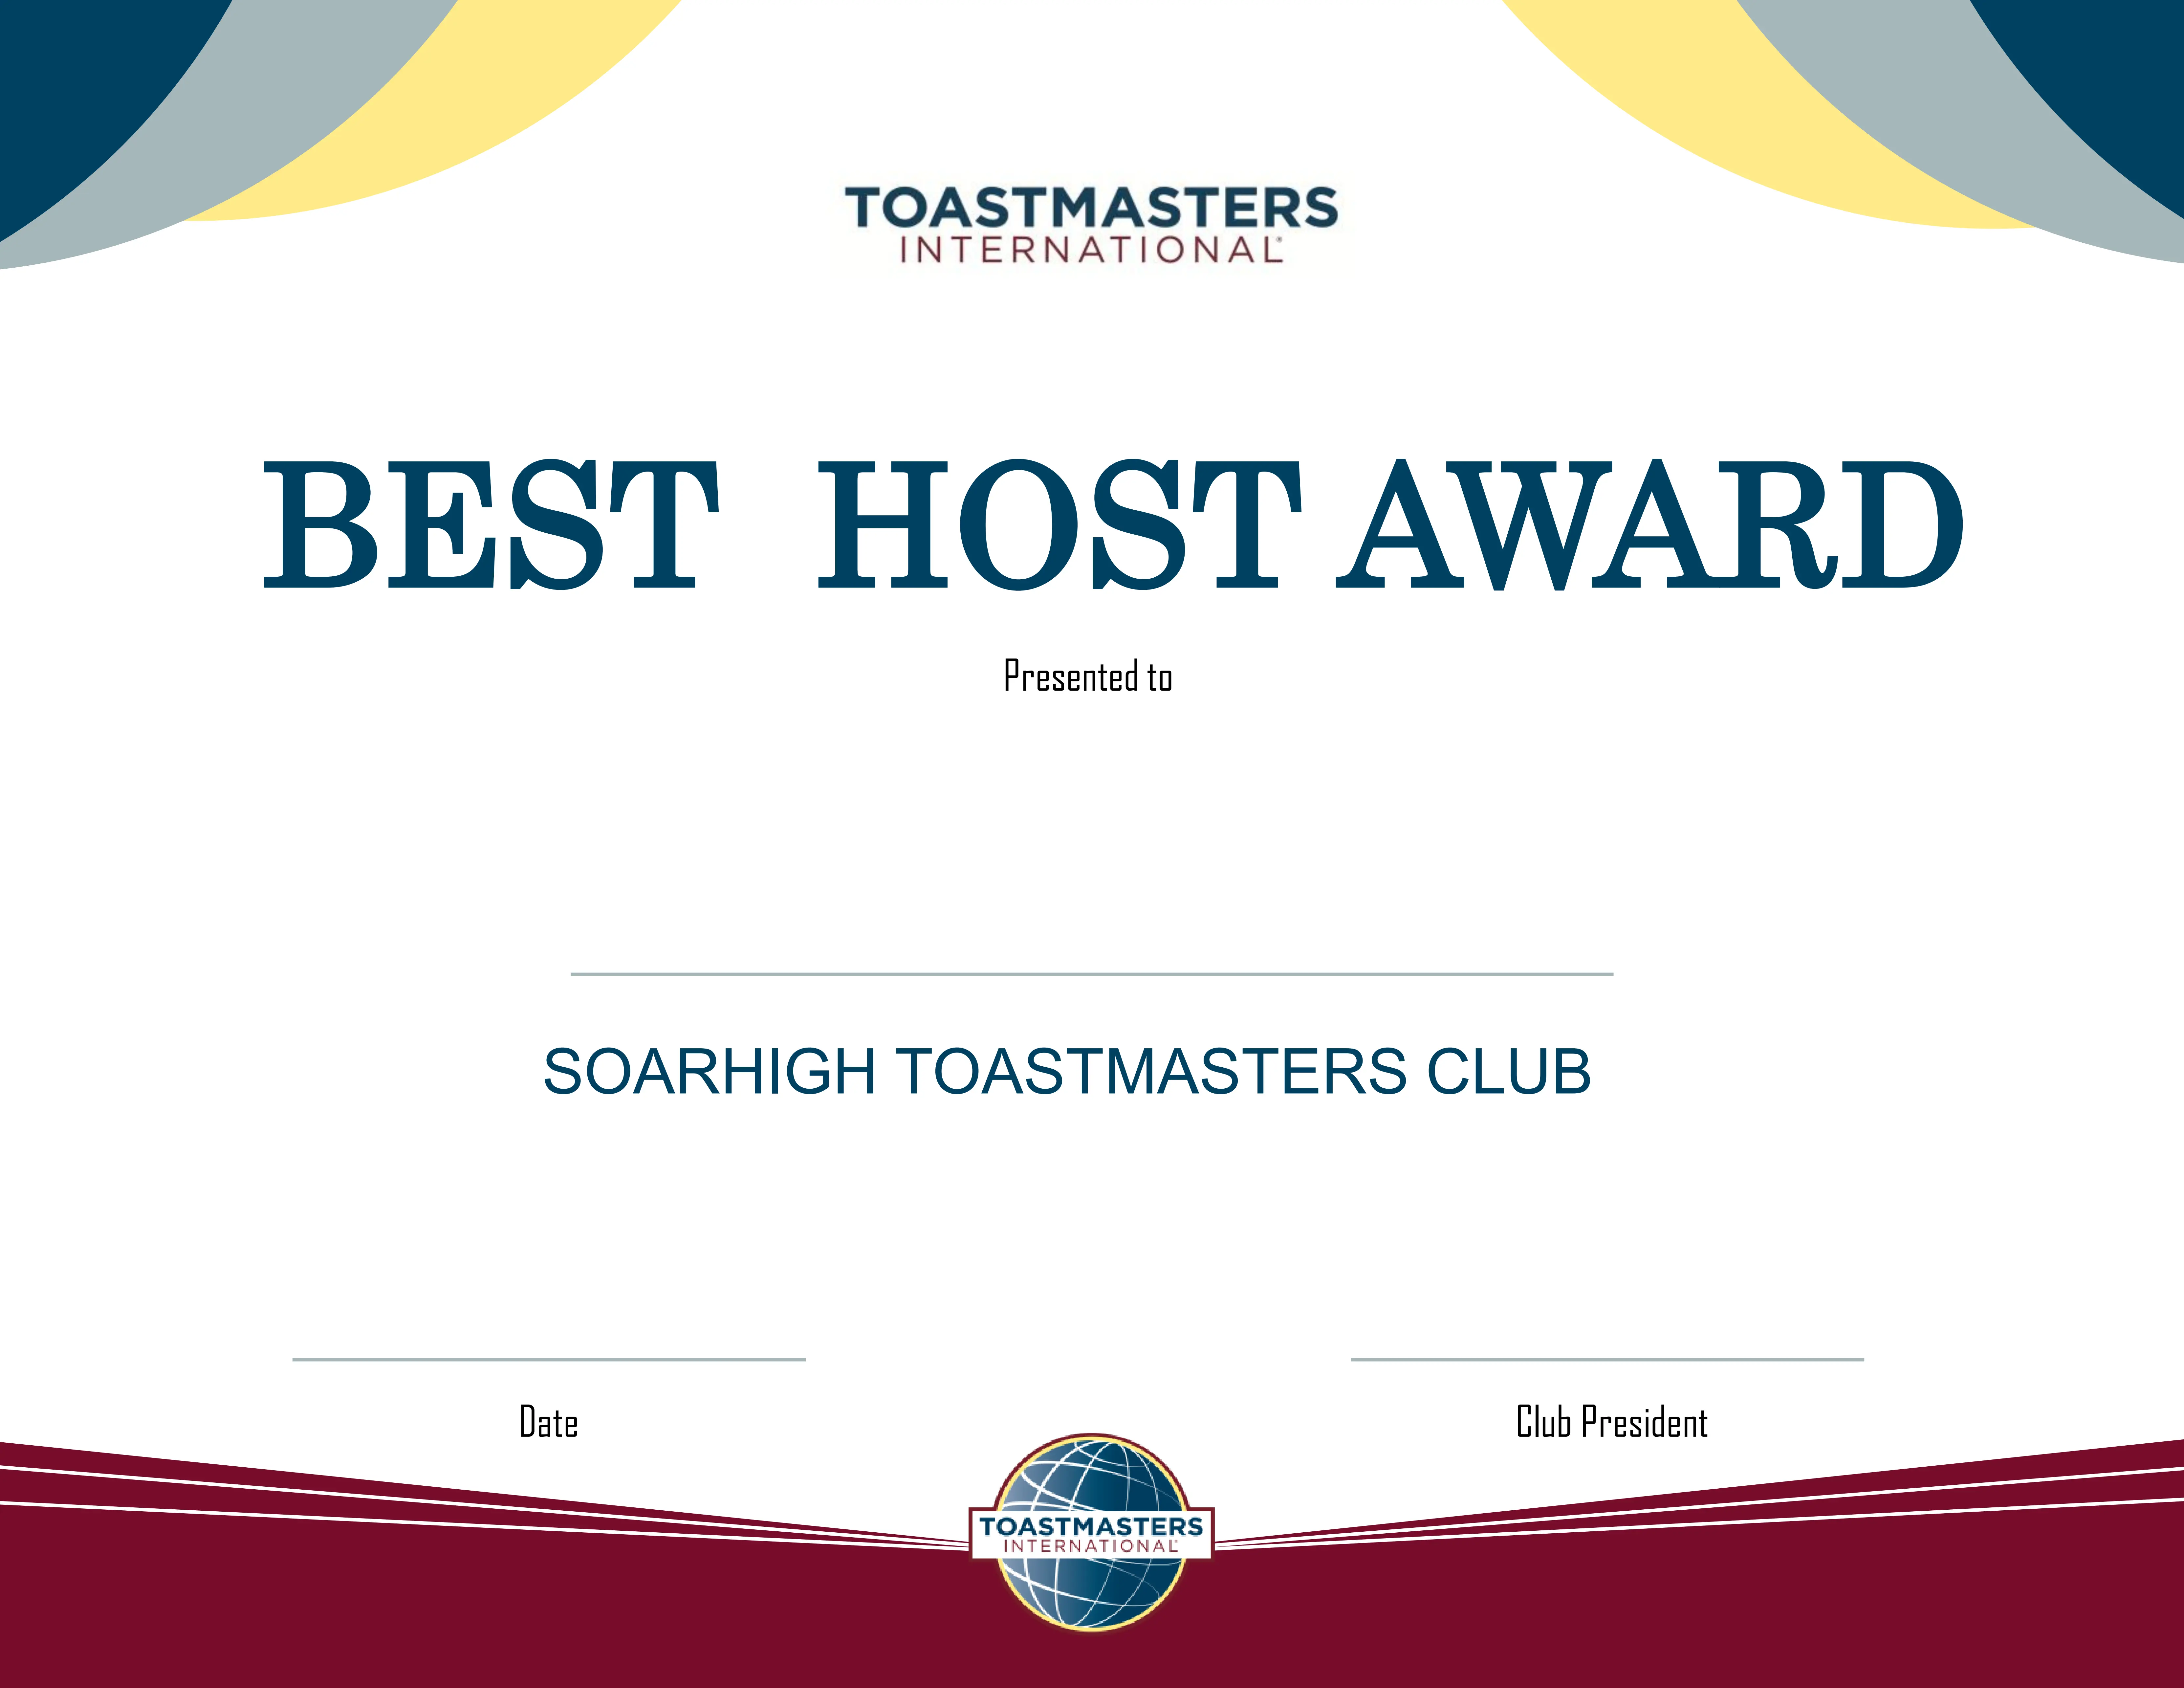 TOASTMASTERS
INTERNATIONAL®
BEST HOST AWARD
Presented to
SOARHIGH TOASTMASTERS CLUB
Date
Club President
TOASTMASTERS
INTERNATIONAL